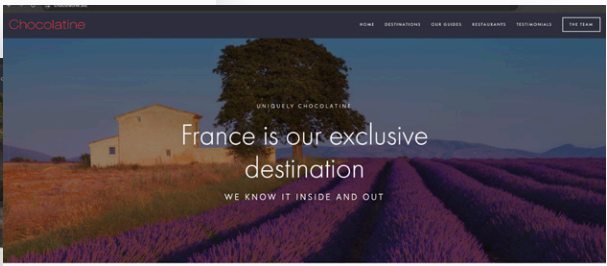 Chocolatine
HOME DESTINATIONS OUR GUIDES RESTAURANTS TESTIMONIALS THE TEAM
UNIQUELY CHOCOLATINE
France is our exclusive
destination
WE KNOW IT INSIDE AND OUT